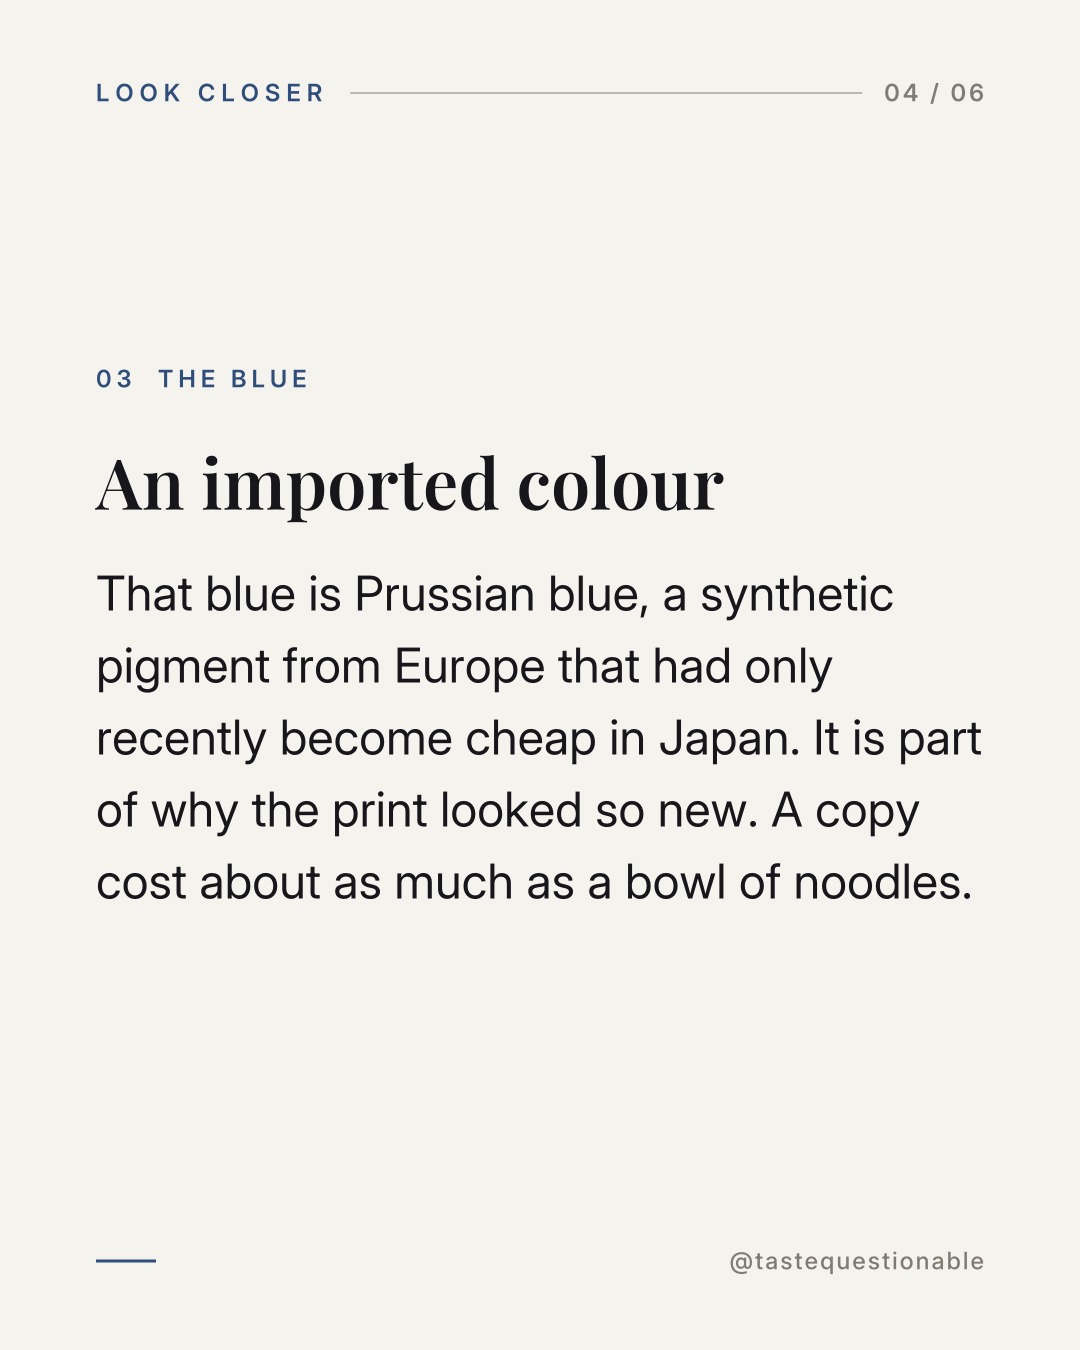 LOOK CLOSER 04 / 06
03 THE BLUE
An imported colour
That blue is Prussian blue, a synthetic
pigment from Europe that had only
recently become cheap in Japan. It is part
of why the print looked so new. A copy
cost about as much as a bowl of noodles.
@tastequestionable